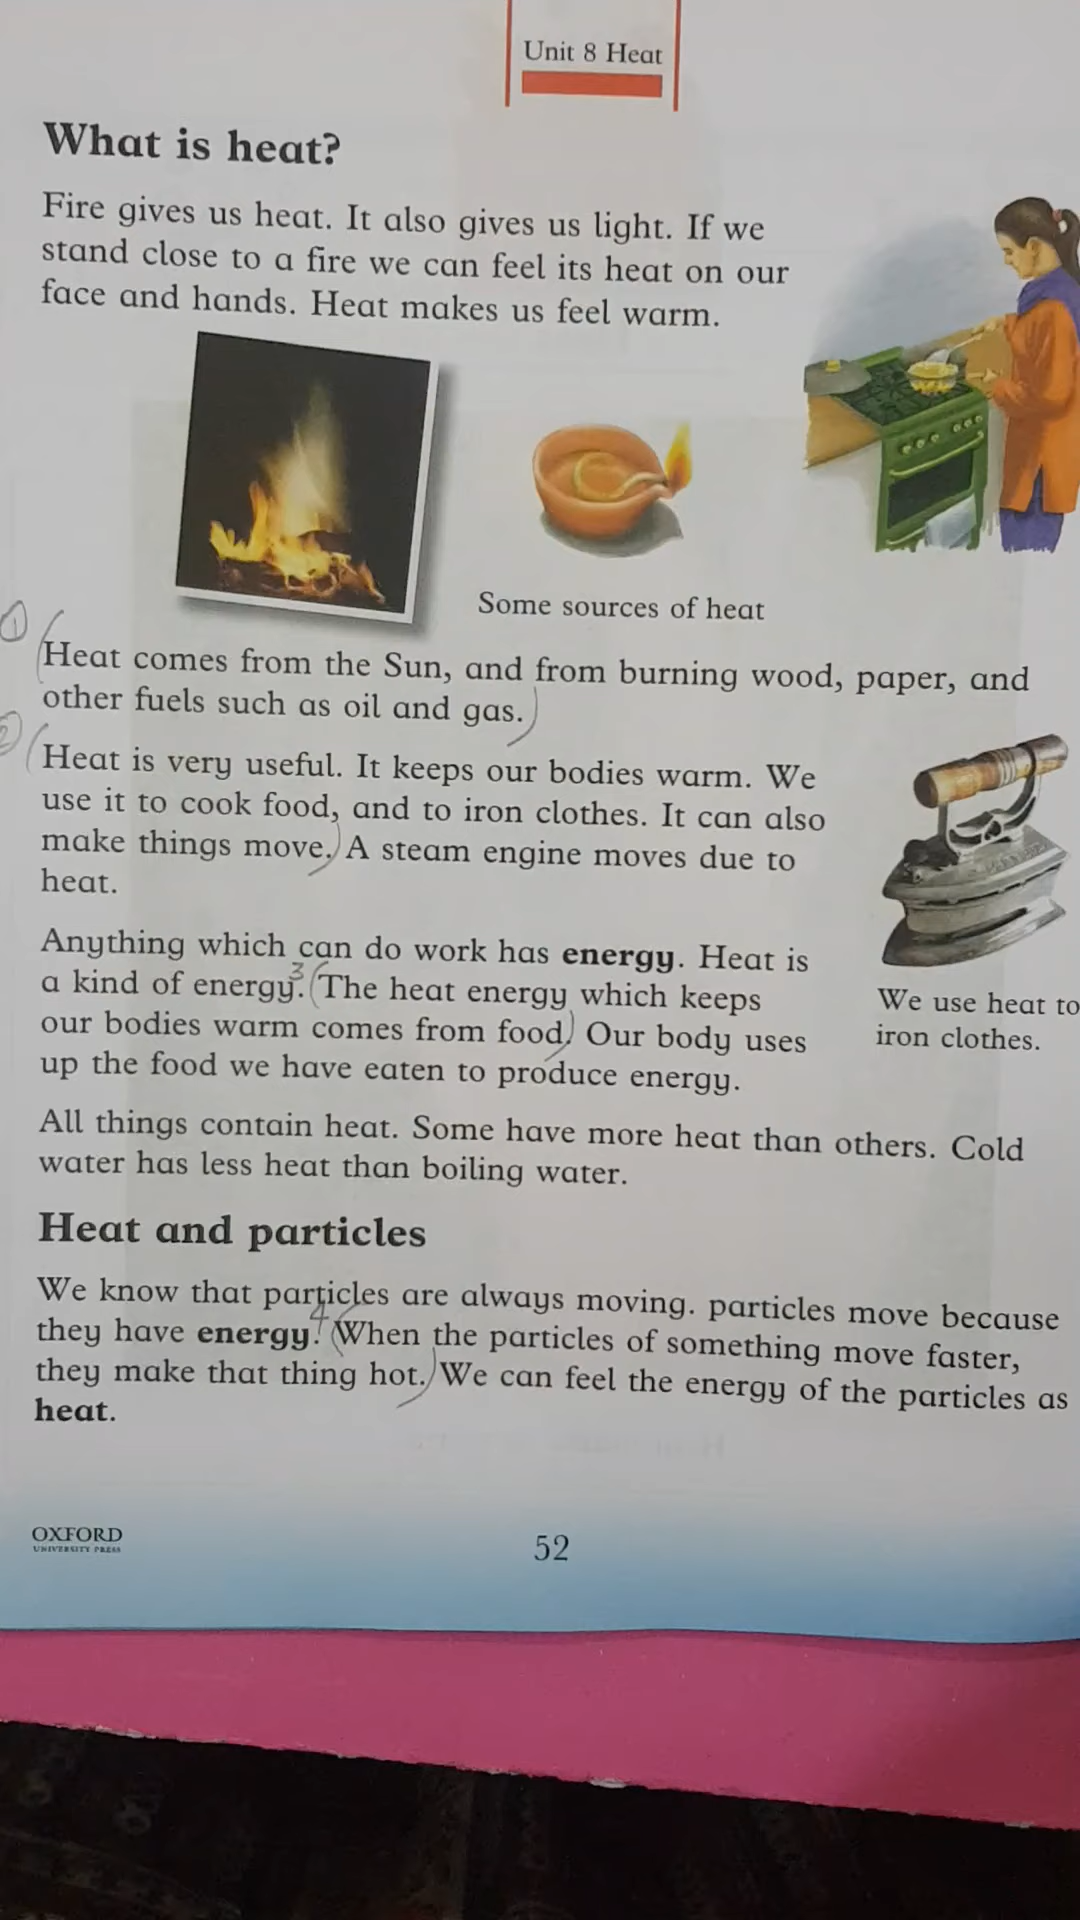 Unit 8 Heat
What is heat?
Fire gives us heat. It also gives us light. If we
stand close to a fire we can feel its heat on our
face and hands. Heat makes us feel warm.
Some sources of heat
1
Heat comes from the Sun, and from burning wood, paper, and
other fuels such as oil and gas.
2
Heat is very useful. It keeps our bodies warm. We
use it to cook food, and to iron clothes. It can also
make things move. A steam engine moves due to
heat.
Anything which can do work has energy. Heat is
3
a kind of energy. (The heat energy which keeps
our bodies warm comes from food.) Our body uses
up the food we have eaten to produce energy.
We use heat to
iron clothes.
All things contain heat. Some have more heat than others. Cold
water has less heat than boiling water.
Heat and particles
We know that particles are always moving. particles move because
4
they have energy. (When the particles of something move faster,
they make that thing hot.) We can feel the energy of the particles as
heat.
OXFORD
UNIVERSITY PRESS
52